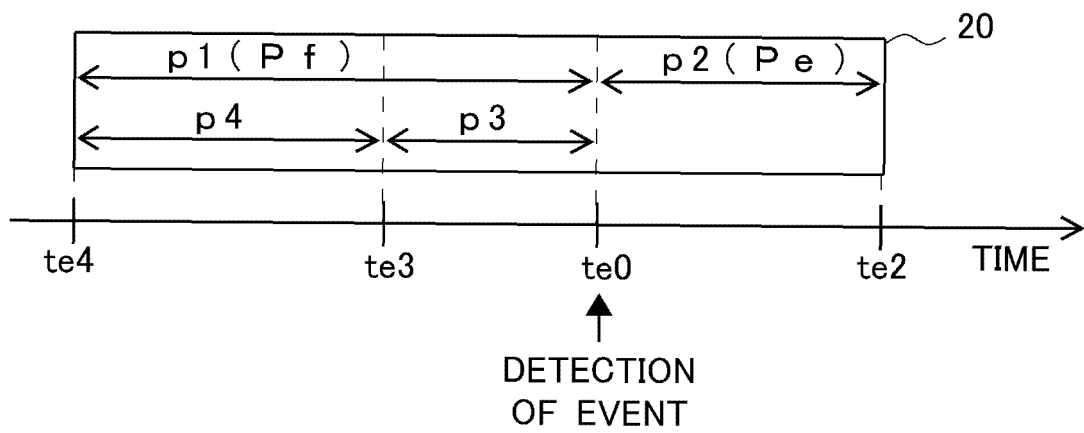 20
p1(Pf)
p2(Pe)
p4
p3
te4
te3
te0
te2
TIME
DETECTION
OF EVENT